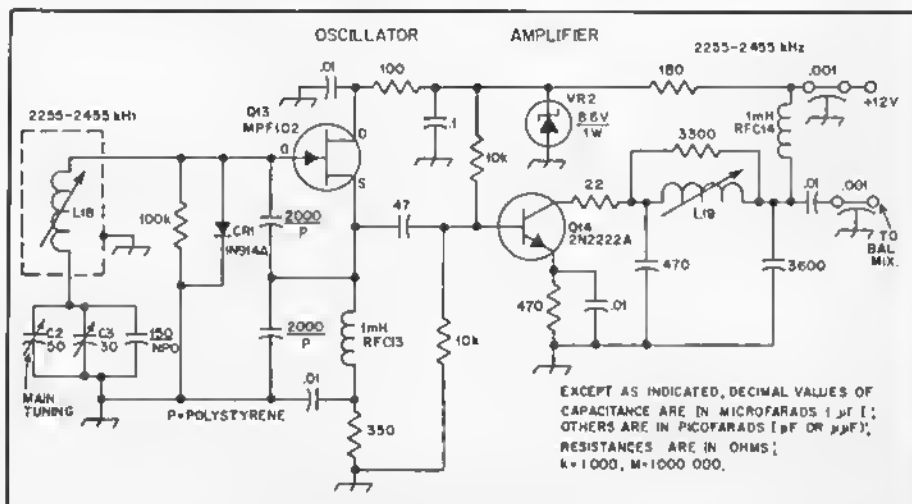 OSCILLATOR
AMPLIFIER
2255-2455 kHz
.01
100
180
.001
+12V
2255-2455 kHz
Q13
MPF102
D
G
S
.1
10k
VR2
8.6V
1W
1mH
RFC14
3300
L18
100k
CR1
1N914A
2000
P
47
22
L19
.01
.001
TO
BAL
MIX.
Q14
2N2222A
470
3600
2000
P
1mH
RFC13
470
.01
C2
50
C3
30
150
NPO
10k
MAIN
TUNING
P=POLYSTYRENE
.01
350
EXCEPT AS INDICATED, DECIMAL VALUES OF
CAPACITANCE ARE IN MICROFARADS (µF);
OTHERS ARE IN PICOFARADS (pF OR µµF);
RESISTANCES ARE IN OHMS;
k=1000, M=1000 000.